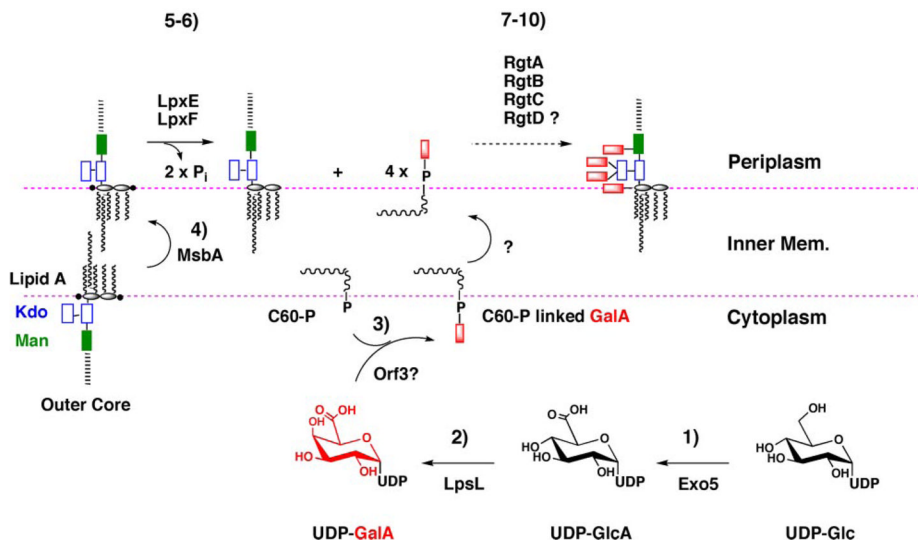 5-6)
7-10)
RgtA
RgtB
RgtC
RgtD ?
LpxE
LpxF
2 x Pi
+
4 x
P
Periplasm
4)
MsbA
?
Inner Mem.
Lipid A
Kdo
Man
C60-P
P
P
C60-P linked GalA
Cytoplasm
3)
Orf3?
Outer Core
O
OH
OH
O
HO
OH
O
UDP
2)
LpsL
O
OH
HO
O
HO
HO
O
UDP
1)
Exo5
OH
HO
O
HO
HO
O
UDP
UDP-GalA
UDP-GlcA
UDP-Glc